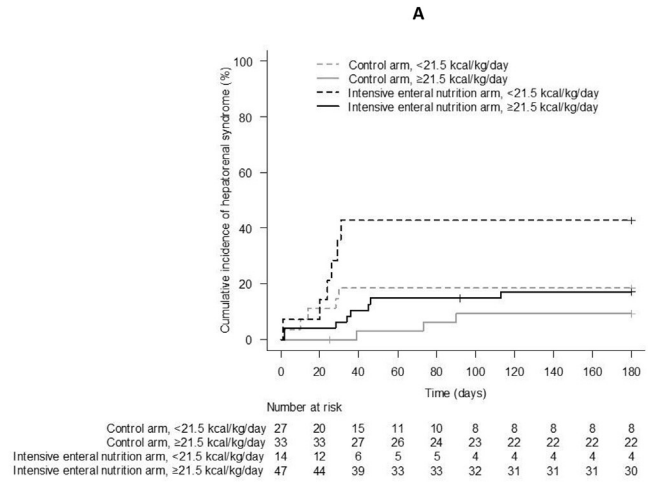 A
Cumulative incidence of hepatorenal syndrome (%)
100
80
60
40
20
0
Control arm, <21.5 kcal/kg/day
Control arm, ≥21.5 kcal/kg/day
Intensive enteral nutrition arm, <21.5 kcal/kg/day
Intensive enteral nutrition arm, ≥21.5 kcal/kg/day
0 20 40 60 80 100 120 140 160 180
Time (days)
Number at risk
Control arm, <21.5 kcal/kg/day 27 20 15 11 10 8 8 8 8 8
Control arm, ≥21.5 kcal/kg/day 33 33 27 26 24 23 22 22 22 22
Intensive enteral nutrition arm, <21.5 kcal/kg/day 14 12 6 5 5 4 4 4 4 4
Intensive enteral nutrition arm, ≥21.5 kcal/kg/day 47 44 39 33 33 32 31 31 31 30